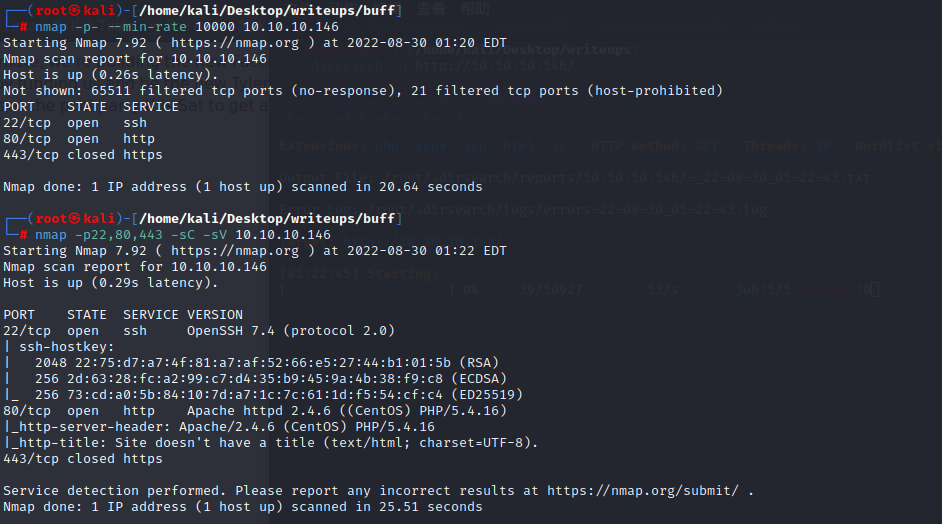 ┌──(root㉿kali)-[/home/kali/Desktop/writeups/buff]
└─# nmap -p- --min-rate 10000 10.10.10.146
查看 帮助
Starting Nmap 7.92 ( https://nmap.org ) at 2022-08-30 01:20 EDT
Nmap scan report for 10.10.10.146
Host is up (0.26s latency).
Not shown: 65511 filtered tcp ports (no-response), 21 filtered tcp ports (host-prohibited)
PORT    STATE  SERVICE
22/tcp  open   ssh
80/tcp  open   http
443/tcp closed https
Nmap done: 1 IP address (1 host up) scanned in 20.64 seconds
┌──(root㉿kali)-[/home/kali/Desktop/writeups/buff]
└─# nmap -p22,80,443 -sC -sV 10.10.10.146
Starting Nmap 7.92 ( https://nmap.org ) at 2022-08-30 01:22 EDT
Nmap scan report for 10.10.10.146
Host is up (0.29s latency).
PORT    STATE  SERVICE VERSION
22/tcp  open   ssh     OpenSSH 7.4 (protocol 2.0)
| ssh-hostkey:
|   2048 22:75:d7:a7:4f:81:a7:af:52:66:e5:27:44:b1:01:5b (RSA)
|   256 2d:63:28:fc:a2:99:c7:d4:35:b9:45:9a:4b:38:f9:c8 (ECDSA)
|_  256 73:cd:a0:5b:84:10:7d:a7:1c:7c:61:1d:f5:54:cf:c4 (ED25519)
80/tcp  open   http    Apache httpd 2.4.6 ((CentOS) PHP/5.4.16)
|_http-server-header: Apache/2.4.6 (CentOS) PHP/5.4.16
|_http-title: Site doesn't have a title (text/html; charset=UTF-8).
443/tcp closed https
Service detection performed. Please report any incorrect results at https://nmap.org/submit/ .
Nmap done: 1 IP address (1 host up) scanned in 25.51 seconds